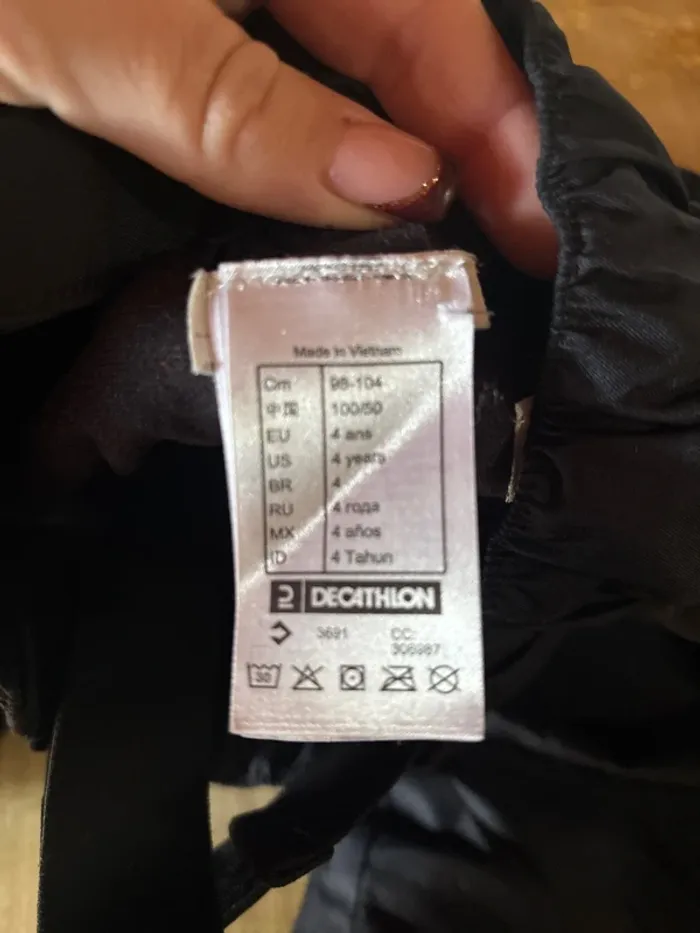 Made in Vietnam
Cm 98-104
中国 100/50
EU 4 ans
US 4 years
BR 4
RU 4 года
MX 4 años
ID 4 Tahun
DECATHLON
3691 CC:
306987
30